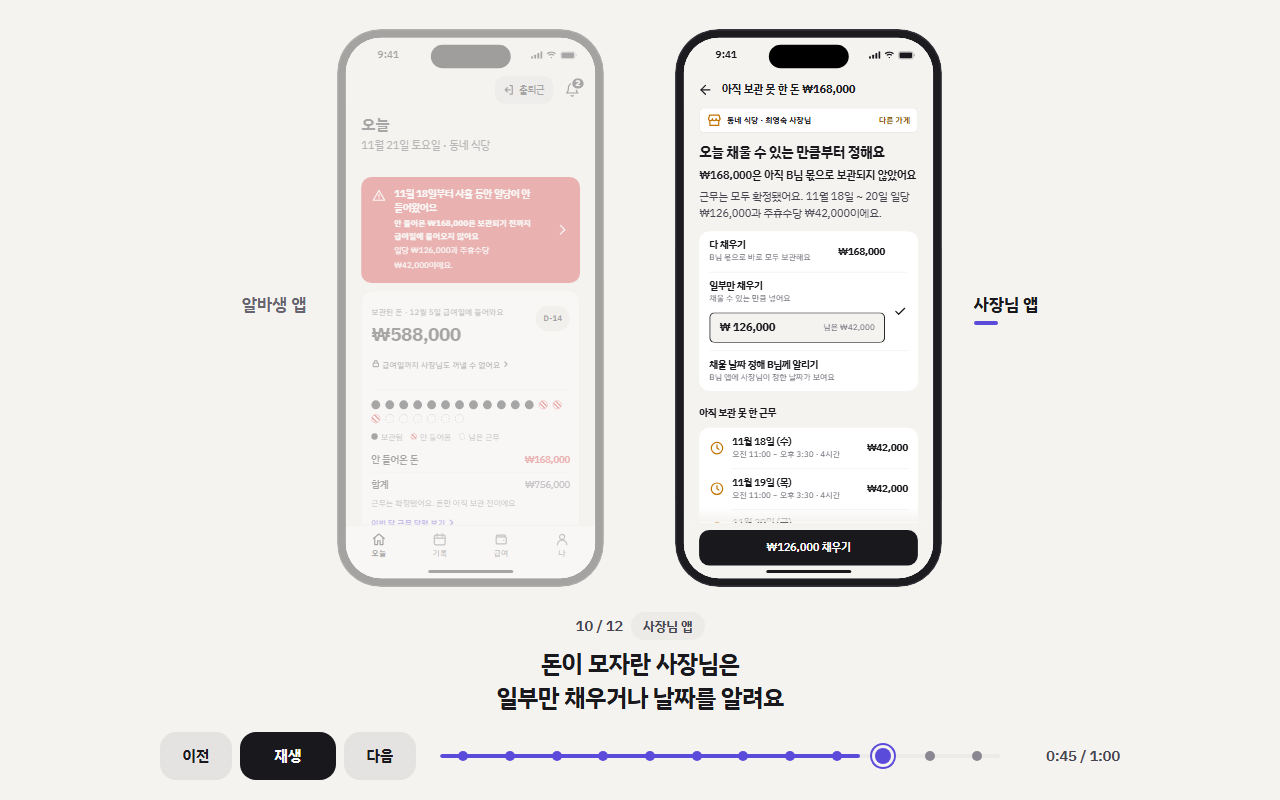 9:41
출퇴근
2
오늘
11월 21일 토요일 · 동네 식당
11월 18일부터 사흘 동안 일당이 안
들어왔어요
안 들어온 ₩168,000은 보관되기 전까지
급여일에 들어오지 않아요
일당 ₩126,000과 주휴수당
₩42,000이에요.
보관된 돈 · 12월 5일 급여일에 들어와요
D-14
₩588,000
급여일까지 사장님도 꺼낼 수 없어요
보관됨 안 들어옴 남은 근무
안 들어온 돈 ₩168,000
합계 ₩756,000
근무는 확정됐어요. 돈만 아직 보관 전이에요
이번 달 근무 달력 보기
오늘 기록 급여 나
알바생 앱
9:41
아직 보관 못 한 돈 ₩168,000
동네 식당 · 최영숙 사장님 다른 가게
오늘 채울 수 있는 만큼부터 정해요
₩168,000은 아직 B님 몫으로 보관되지 않았어요
근무는 모두 확정됐어요. 11월 18일 ~ 20일 일당
₩126,000과 주휴수당 ₩42,000이에요.
다 채우기 ₩168,000
B님 몫으로 바로 모두 보관해요
일부만 채우기
채울 수 있는 만큼 넣어요
₩ 126,000 남은 ₩42,000
채울 날짜 정해 B님께 알리기
B님 앱에 사장님이 정한 날짜가 보여요
아직 보관 못 한 근무
11월 18일 (수) ₩42,000
오전 11:00 – 오후 3:30 · 4시간
11월 19일 (목) ₩42,000
오전 11:00 – 오후 3:30 · 4시간
₩126,000 채우기
사장님 앱
10 / 12 사장님 앱
돈이 모자란 사장님은
일부만 채우거나 날짜를 알려요
이전 재생 다음 0:45 / 1:00